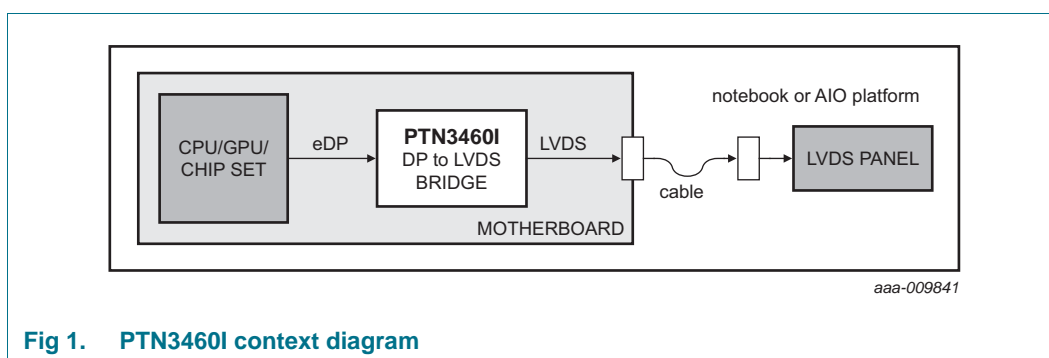 notebook or AIO platform
CPU/GPU/
CHIP SET
eDP
PTN3460I
DP to LVDS
BRIDGE
LVDS
cable
LVDS PANEL
MOTHERBOARD
aaa-009841
Fig 1. PTN3460I context diagram